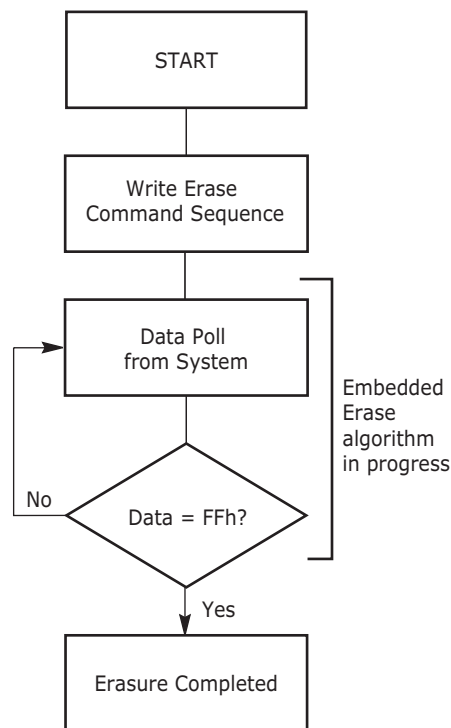 START
Write Erase
Command Sequence
Data Poll
from System
Embedded
Erase
algorithm
in progress
No
Data = FFh?
Yes
Erasure Completed